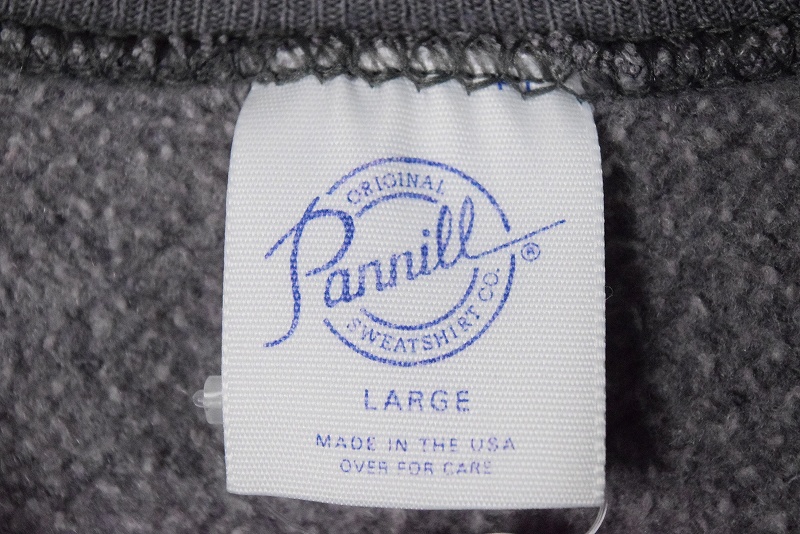 ORIGINAL
Pannill ®
SWEATSHIRT CO.
LARGE
MADE IN THE USA
OVER FOR CARE